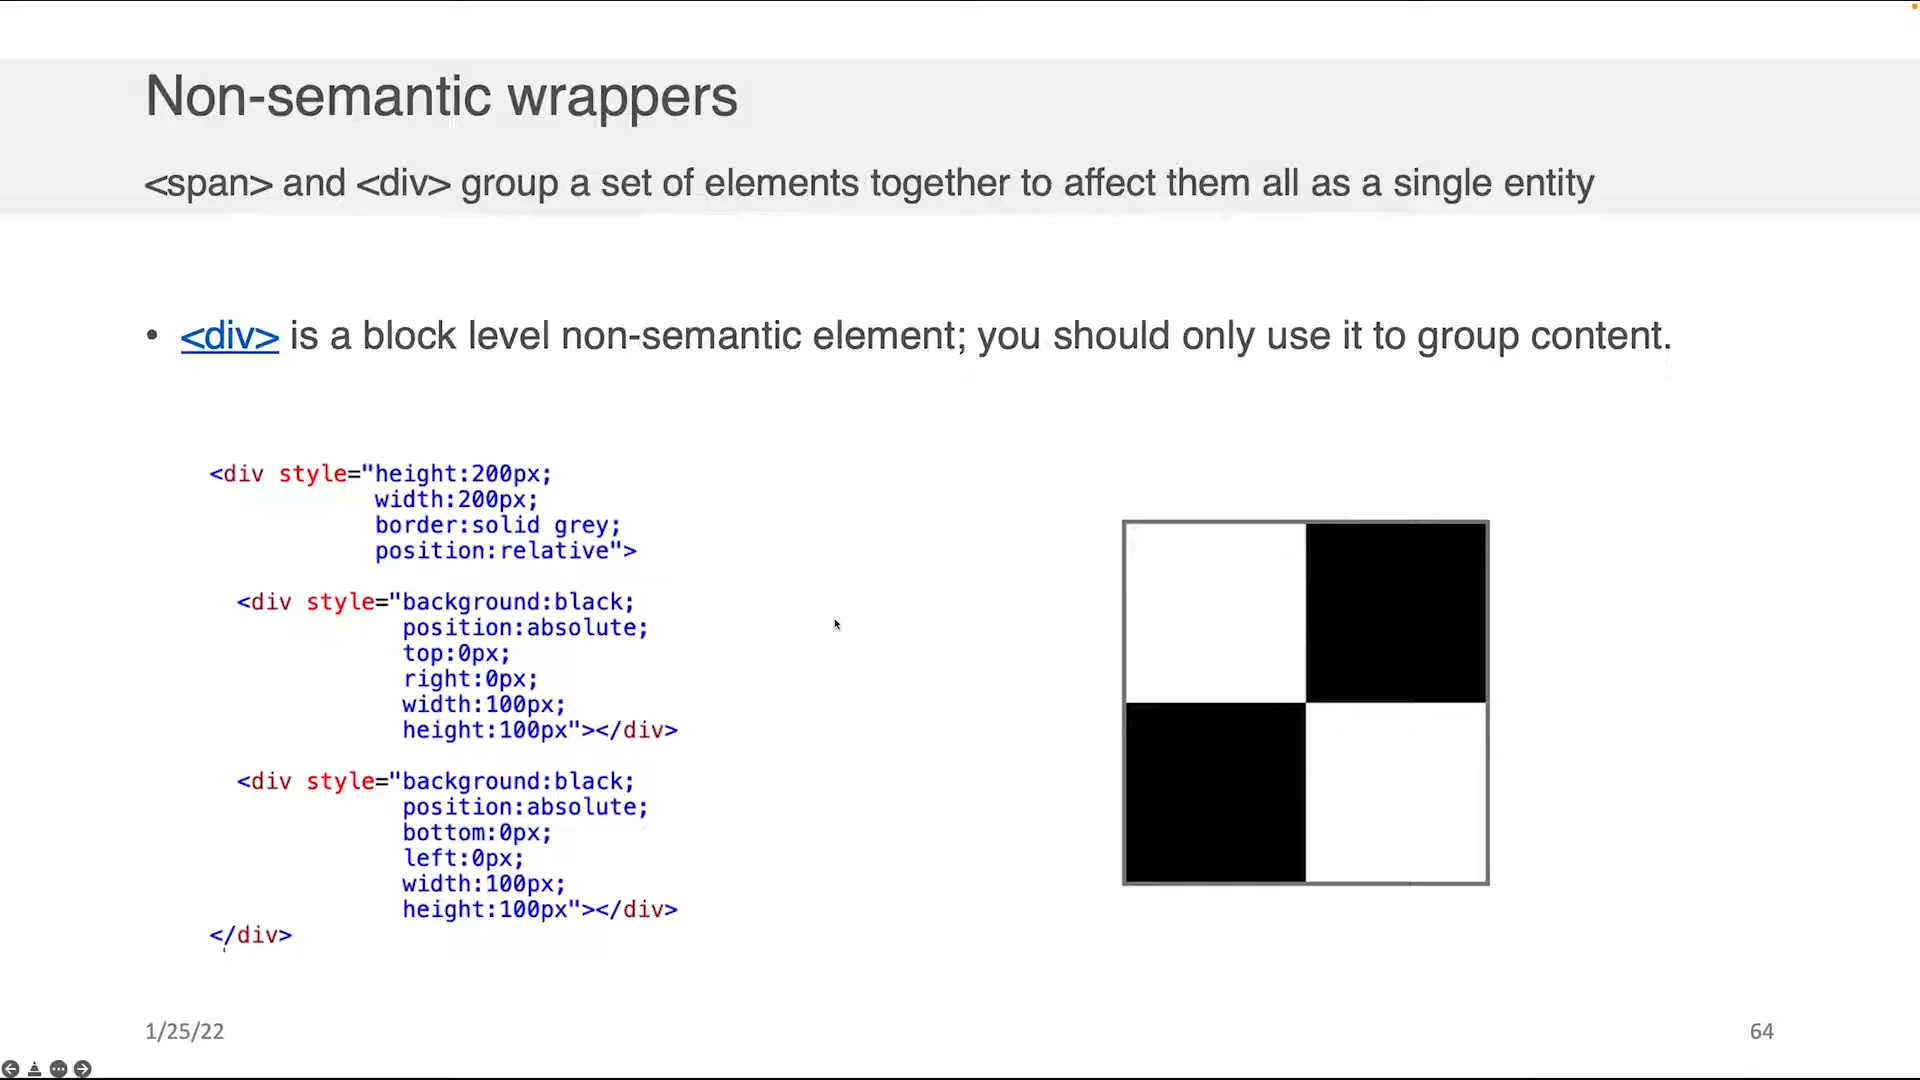 Non-semantic wrappers
<span> and <div> group a set of elements together to affect them all as a single entity
• <div> is a block level non-semantic element; you should only use it to group content.
<div style="height:200px;
width:200px;
border:solid grey;
position:relative">
<div style="background:black;
position:absolute;
top:0px;
right:0px;
width:100px;
height:100px"></div>
<div style="background:black;
position:absolute;
bottom:0px;
left:0px;
width:100px;
height:100px"></div>
</div>
1/25/22
64